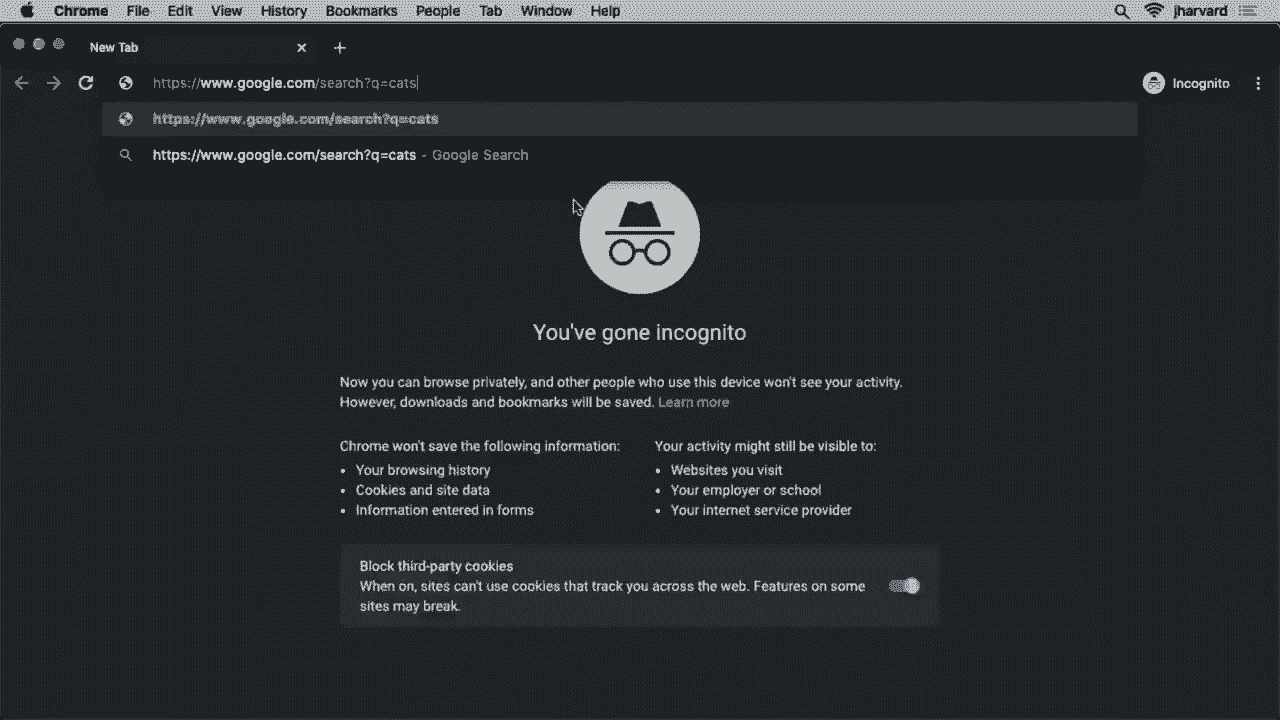 Chrome File Edit View History Bookmarks People Tab Window Help jharvard
New Tab
https://www.google.com/search?q=cats Incognito
https://www.google.com/search?q=cats
https://www.google.com/search?q=cats - Google Search
You've gone incognito
Now you can browse privately, and other people who use this device won't see your activity.
However, downloads and bookmarks will be saved. Learn more
Chrome won't save the following information:
• Your browsing history
• Cookies and site data
• Information entered in forms
Your activity might still be visible to:
• Websites you visit
• Your employer or school
• Your internet service provider
Block third-party cookies
When on, sites can't use cookies that track you across the web. Features on some
sites may break.